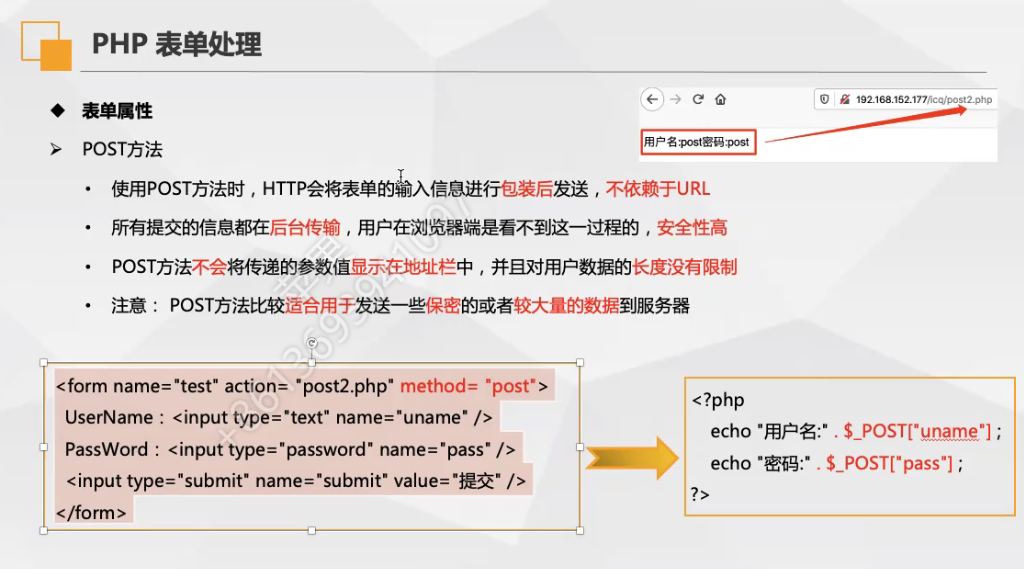 PHP 表单处理
表单属性
192.168.152.177/icq/post2.php
用户名:post密码:post
POST方法
使用POST方法时，HTTP会将表单的输入信息进行包装后发送，不依赖于URL
所有提交的信息都在后台传输，用户在浏览器端是看不到这一过程的，安全性高
POST方法不会将传递的参数值显示在地址栏中，并且对用户数据的长度没有限制
注意： POST方法比较适合用于发送一些保密的或者较大量的数据到服务器
<form name="test" action= "post2.php" method= "post">
UserName：<input type="text" name="uname" />
PassWord：<input type="password" name="pass" />
<input type="submit" name="submit" value="提交" />
</form>
<?php
echo "用户名:" . $_POST["uname"] ;
echo "密码:" . $_POST["pass"] ;
?>